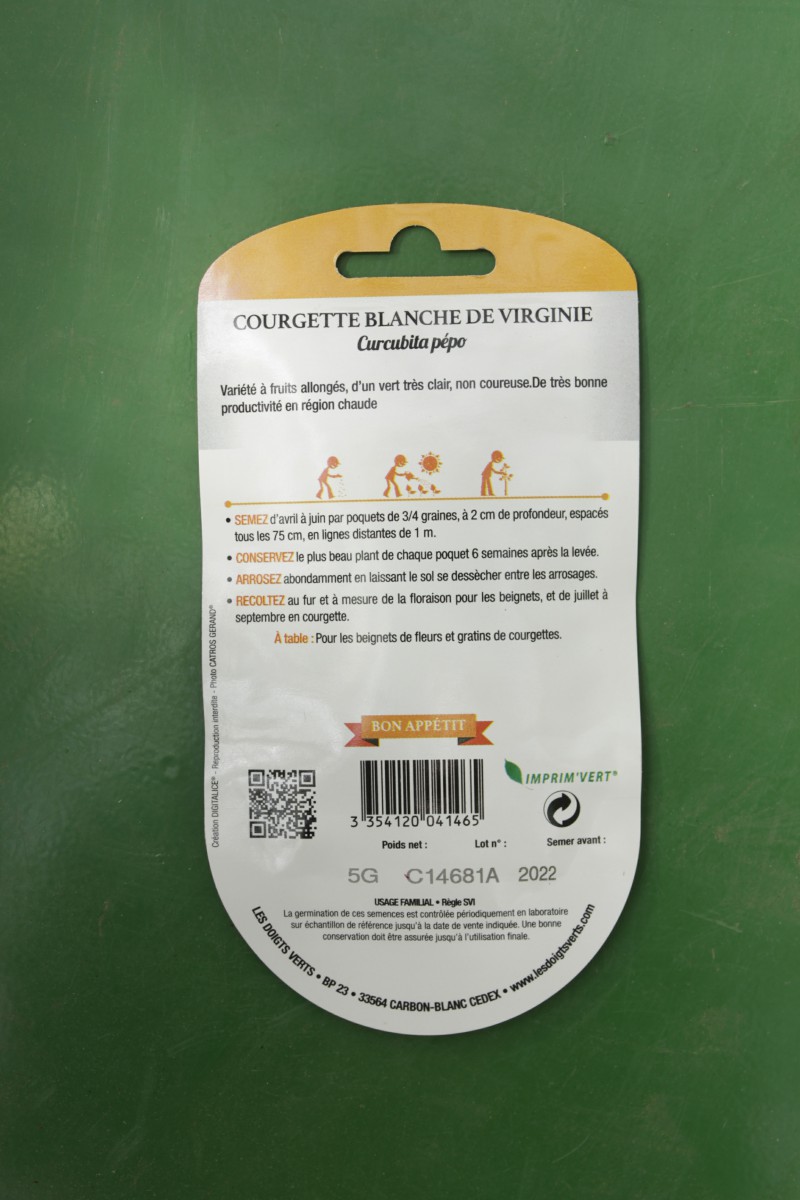 COURGETTE BLANCHE DE VIRGINIE
Curcubita pépo
Variété à fruits allongés, d'un vert très clair, non coureuse.De très bonne
productivité en région chaude
• SEMEZ d'avril à juin par poquets de 3/4 graines, à 2 cm de profondeur, espacés
tous les 75 cm, en lignes distantes de 1 m.
• CONSERVEZ le plus beau plant de chaque poquet 6 semaines après la levée.
• ARROSEZ abondamment en laissant le sol se dessècher entre les arrosages.
• RECOLTEZ au fur et à mesure de la floraison pour les beignets, et de juillet à
septembre en courgette.
À table : Pour les beignets de fleurs et gratins de courgettes.
Création DIGITALICE® - Reproduction interdite - Photo CATROS GERAND®
BON APPÉTIT
IMPRIM'VERT®
3 354120 041465
Poids net : Lot n° : Semer avant :
5G C14681A 2022
USAGE FAMILIAL • Règle SVI
La germination de ces semences est contrôlée périodiquement en laboratoire
sur échantillon de référence jusqu'à la date de vente indiquée. Une bonne
conservation doit être assurée jusqu'à l'utilisation finale.
LES DOIGTS VERTS • BP 23 • 33564 CARBON-BLANC CEDEX • www.lesdoigtsverts.com